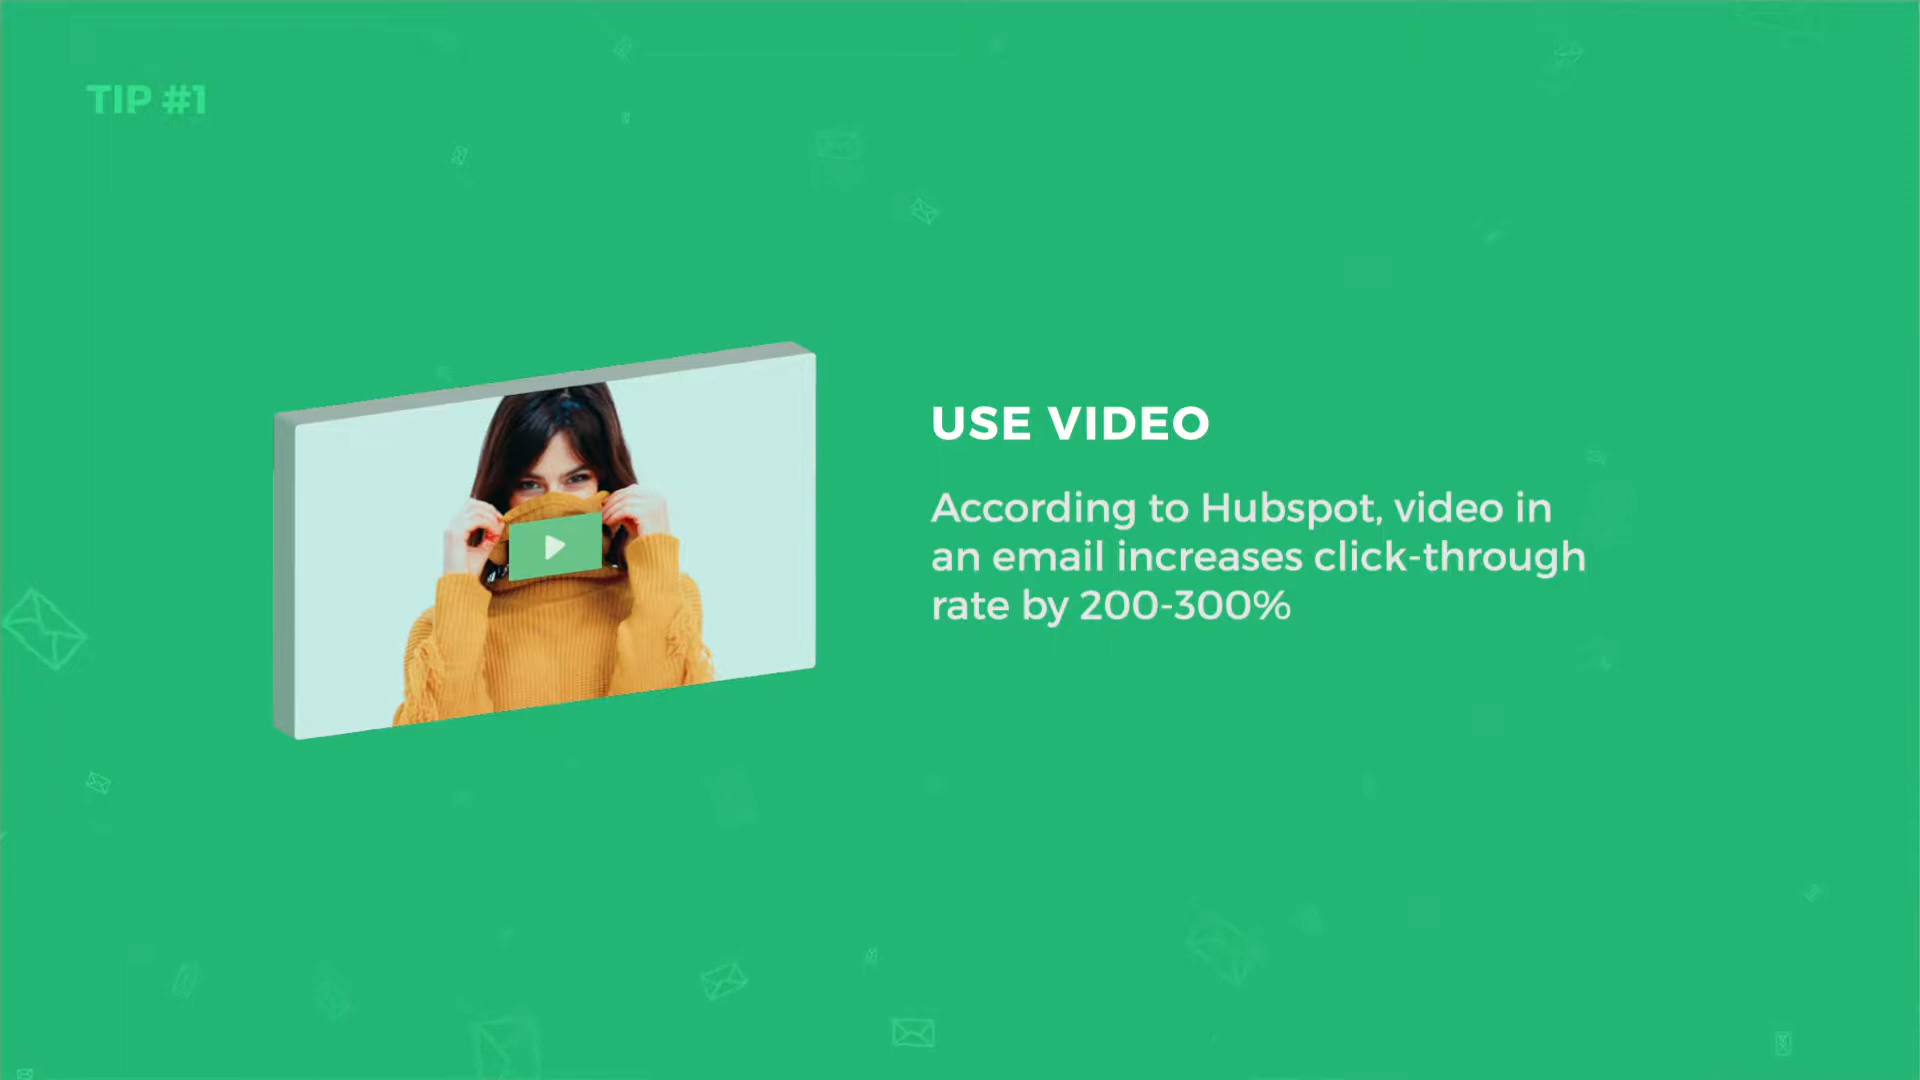 TIP #1
USE VIDEO
According to Hubspot, video in
an email increases click-through
rate by 200-300%